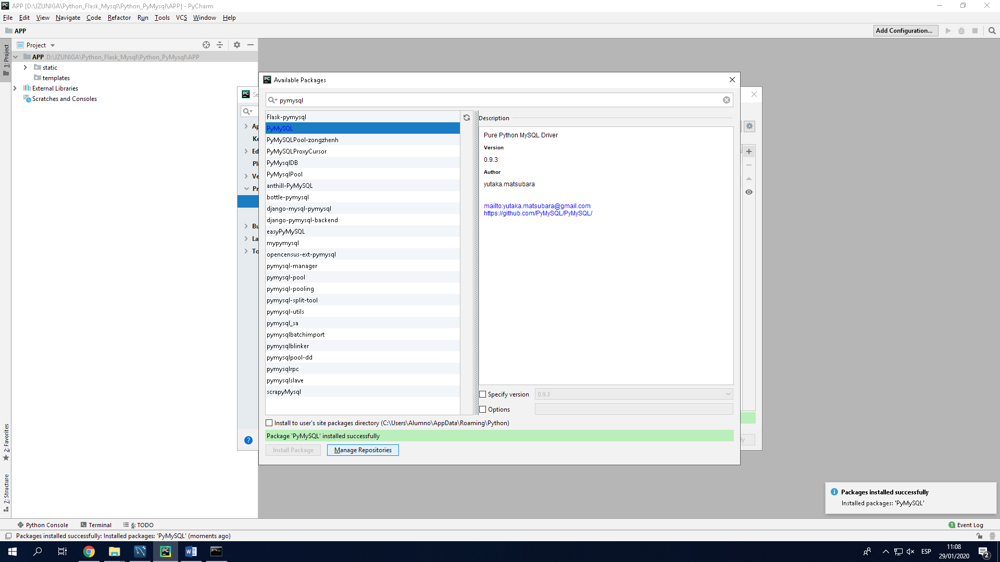 APP [D:\JZUNIGA\Python_Flask_Mysql\Python_PyMysql\APP] - PyCharm
File Edit View Navigate Code Refactor Run Tools VCS Window Help
APP
Add Configuration...
1: Project
Project
APP D:\JZUNIGA\Python_Flask_Mysql\Python_PyMysql\APP
static
templates
External Libraries
Scratches and Consoles
2: Favorites
7: Structure
Se
Ap
Ke
Ed
Pl
Ve
Pr
Bu
La
To
Available Packages
pymysql
Flask-pymysql
PyMySQL
PyMySQLPool-zongzhenh
PyMySQLProxyCursor
PyMysqlDB
PyMysqlPool
anthill-PyMySQL
bottle-pymysql
django-mysql-pymysql
django-pymysql-backend
easyPyMySQL
mypymysql
opencensus-ext-pymysql
pymysql-manager
pymysql-pool
pymysql-pooling
pymysql-split-tool
pymysql-utils
pymysql_sa
pymysqlbatchimport
pymysqlblinker
pymysqlpool-dd
pymysqlrpc
pymysqlslave
scrapyMysql
Description
Pure Python MySQL Driver
Version
0.9.3
Author
yutaka.matsubara
mailto:yutaka.matsubara@gmail.com
https://github.com/PyMySQL/PyMySQL/
Specify version 0.9.3
Options
Install to user's site packages directory (C:\Users\Alumno\AppData\Roaming\Python)
Package 'PyMySQL' installed successfully
Install Package Manage Repositories
ly
Packages installed successfully
Installed packages: 'PyMySQL'
Python Console Terminal 6: TODO
1 Event Log
Packages installed successfully: Installed packages: 'PyMySQL' (moments ago)
ESP
11:08
29/01/2020
2